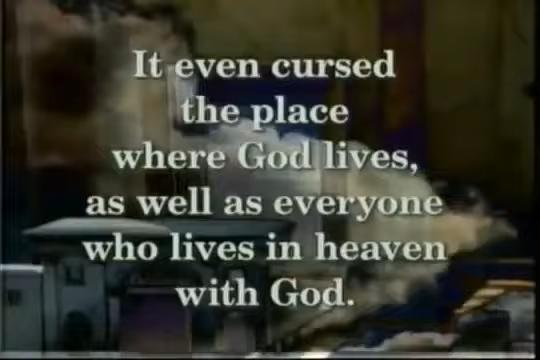 It even cursed
the place
where God lives,
as well as everyone
who lives in heaven
with God.